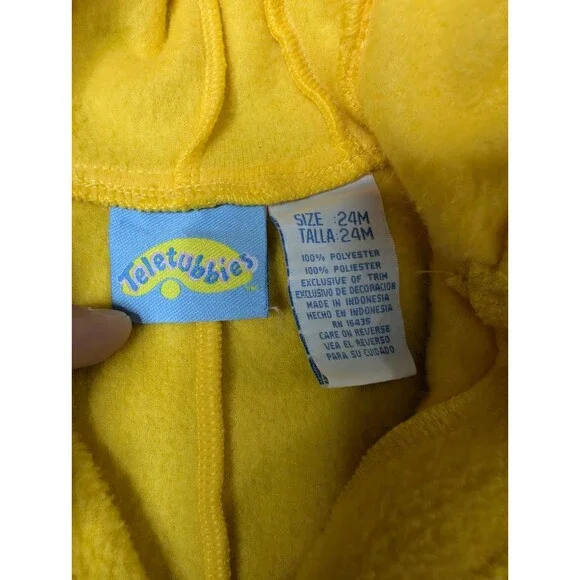 Teletubbies
TM
SIZE :24M
TALLA:24M
100% POLYESTER
100% POLIESTER
EXCLUSIVE OF TRIM
EXCLUSIVO DE DECORACION
MADE IN INDONESIA
HECHO EN INDONESIA
RN 16435
CARE ON REVERSE
VEA EL REVERSO
PARA SU CUIDADO